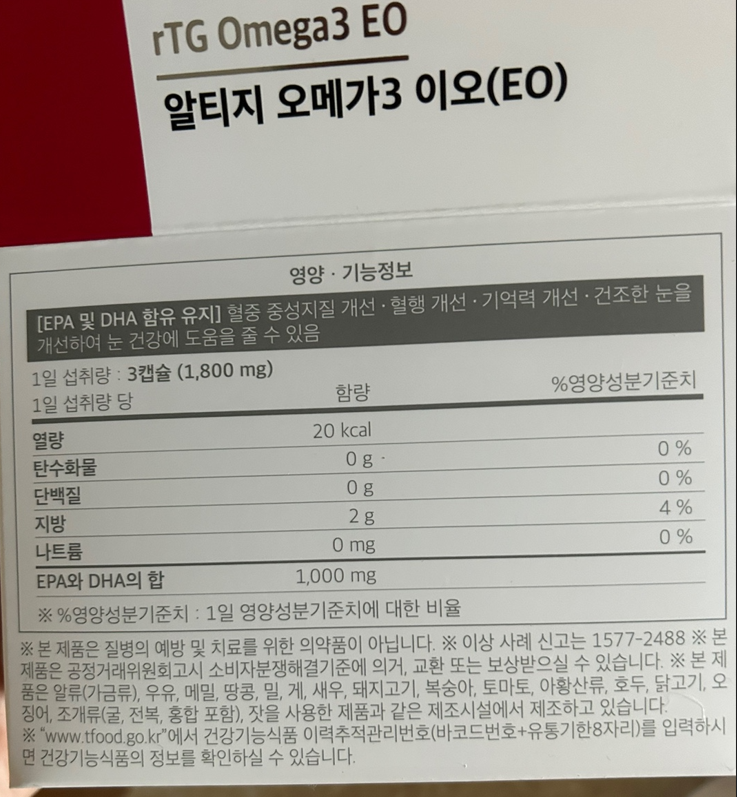 rTG Omega3 EO
알티지 오메가3 이오(EO)
영양 · 기능정보
[EPA 및 DHA 함유 유지] 혈중 중성지질 개선 · 혈행 개선 · 기억력 개선 · 건조한 눈을
개선하여 눈 건강에 도움을 줄 수 있음
1일 섭취량 : 3캡슐 (1,800 mg)
1일 섭취량 당 함량 %영양성분기준치
열량 20 kcal
탄수화물 0 g 0 %
단백질 0 g 0 %
지방 2 g 4 %
나트륨 0 mg 0 %
EPA와 DHA의 합 1,000 mg
※ %영양성분기준치 : 1일 영양성분기준치에 대한 비율
※ 본 제품은 질병의 예방 및 치료를 위한 의약품이 아닙니다. ※ 이상 사례 신고는 1577-2488 ※ 본
제품은 공정거래위원회고시 소비자분쟁해결기준에 의거, 교환 또는 보상받으실 수 있습니다. ※ 본 제
품은 알류(가금류), 우유, 메밀, 땅콩, 밀, 게, 새우, 돼지고기, 복숭아, 토마토, 아황산류, 호두, 닭고기, 오
징어, 조개류(굴, 전복, 홍합 포함), 잣을 사용한 제품과 같은 제조시설에서 제조하고 있습니다.
※ "www.tfood.go.kr"에서 건강기능식품 이력추적관리번호(바코드번호+유통기한8자리)를 입력하시
면 건강기능식품의 정보를 확인하실 수 있습니다.